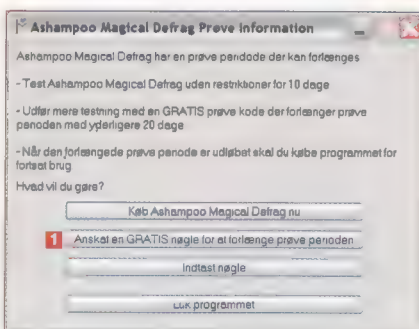 Ashampoo Magical Defrag Prøve Information
Ashampoo Magical Defrag har en prøve periode der kan forlænges
- Test Ashampoo Magical Defrag uden restriktioner for 10 dage
- Udfør mere testning med en GRATIS prøve kode der forlænger prøve
perioden med yderligere 20 dage
- Når den forlængede prøve periode er udløbet skal du købe programmet for
fortsat brug
Hvad vil du gøre?
Køb Ashampoo Magical Defrag nu
1 Anskaf en GRATIS nøgle for at forlænge prøve perioden
Indtast nøgle
Luk programmet